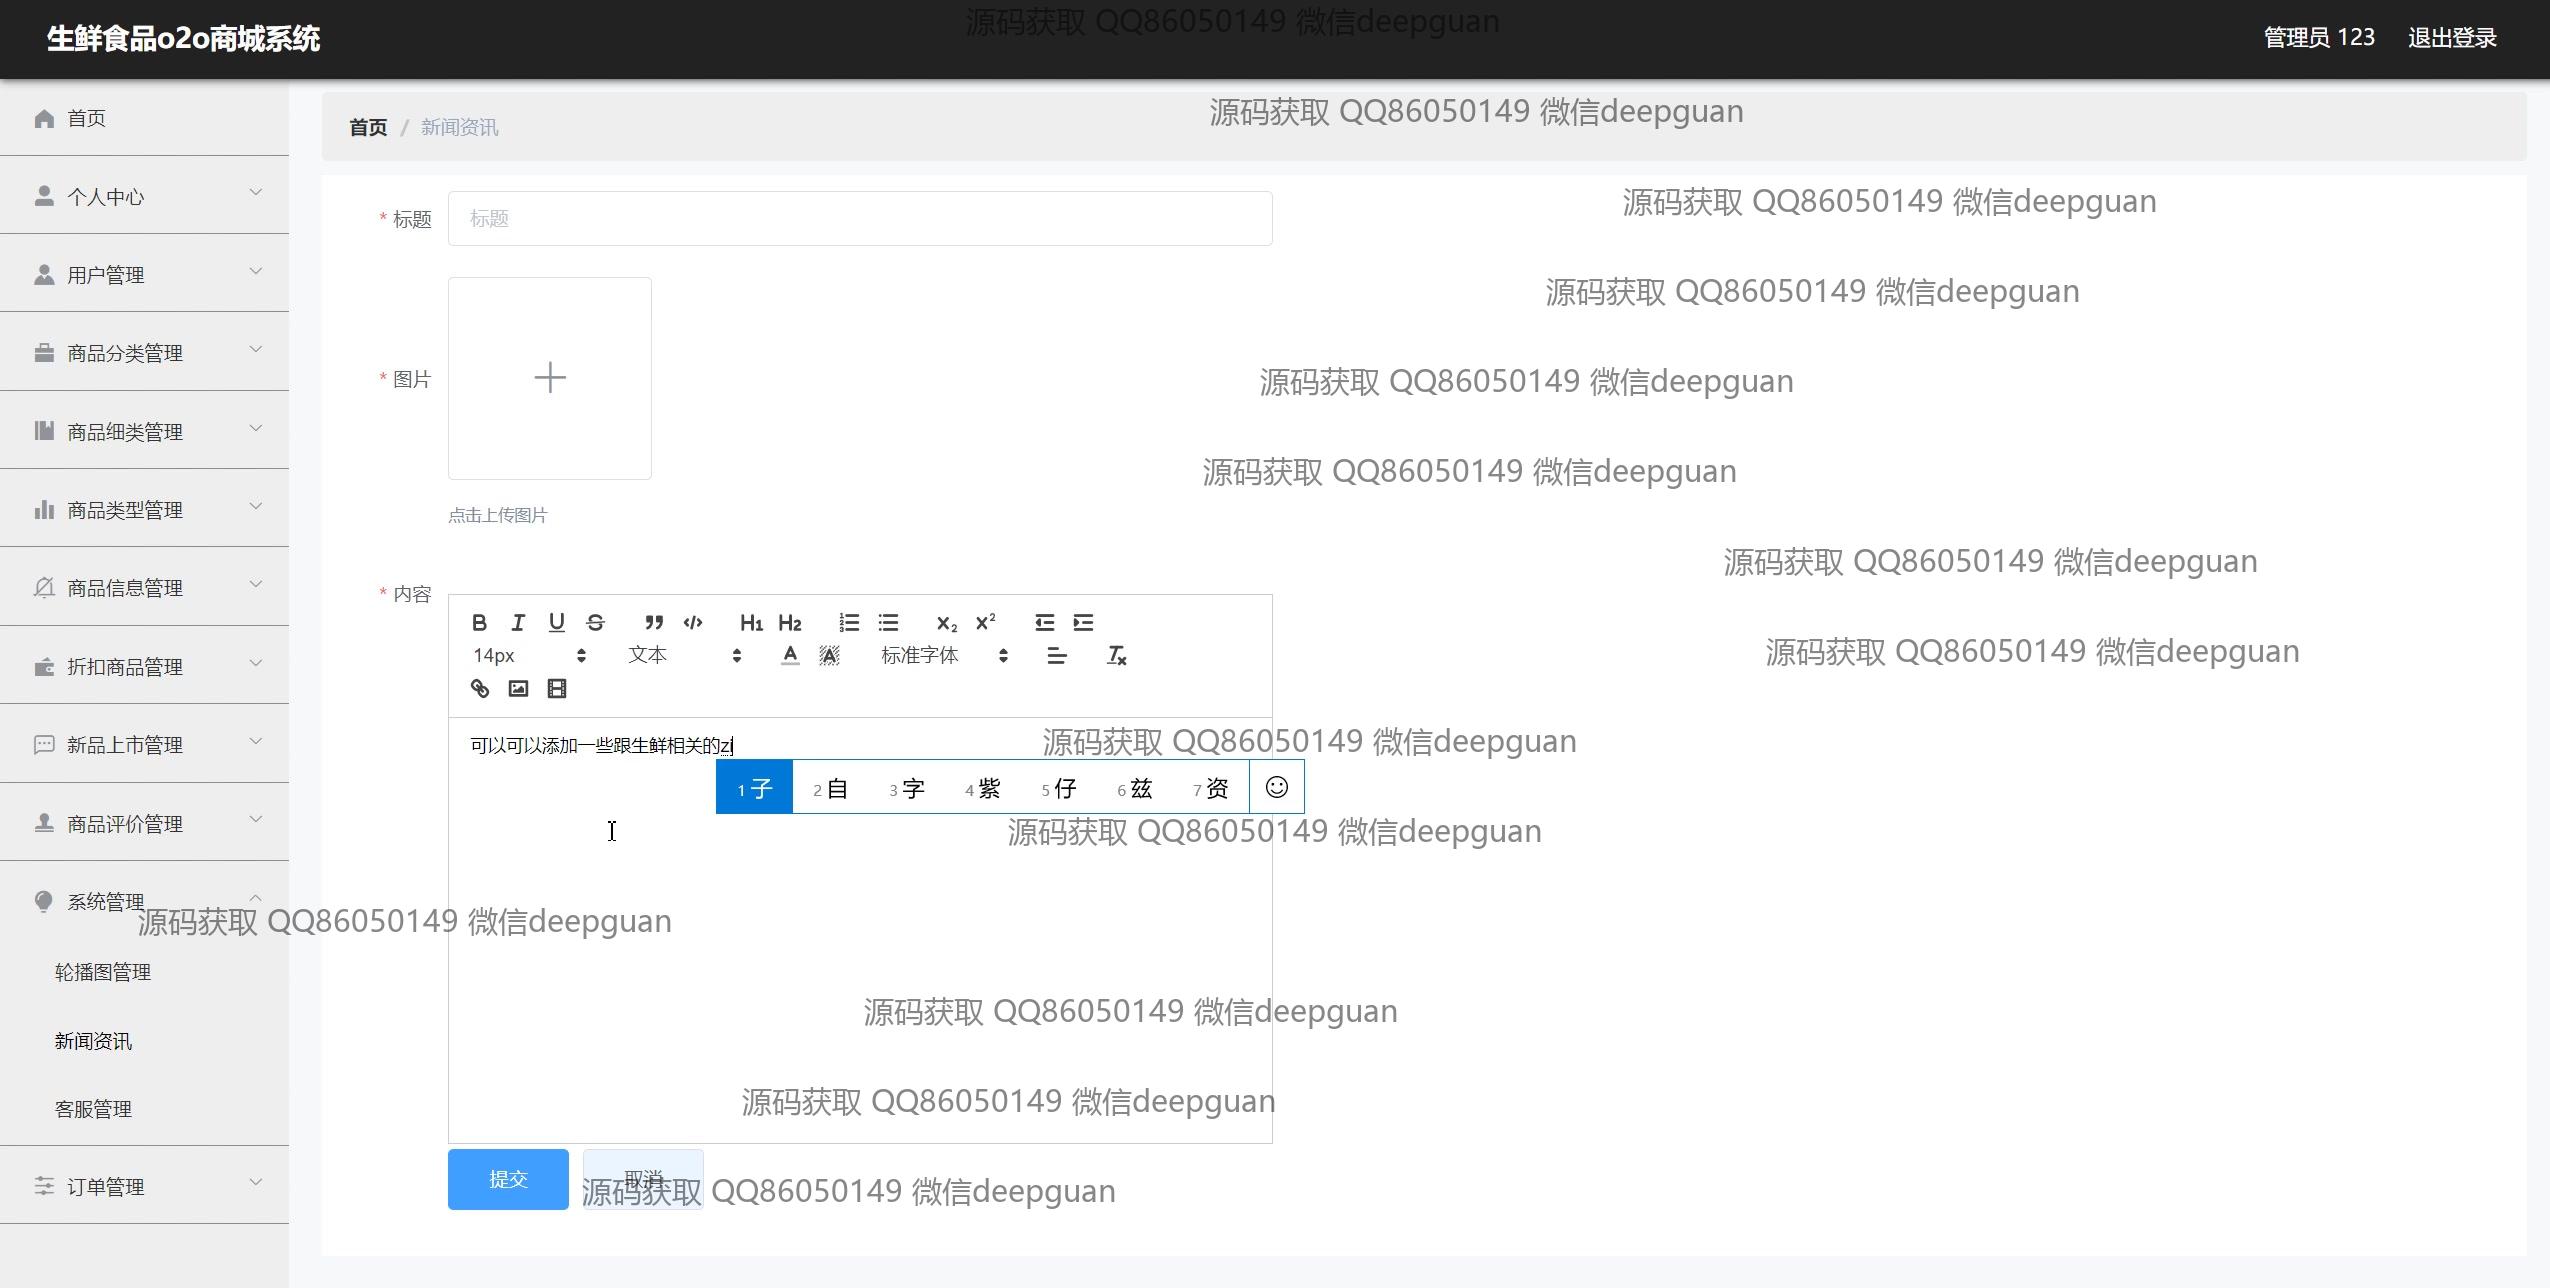 生鲜食品o2o商城系统
源码获取 QQ86050149 微信deepguan
管理员 123
退出登录
首页
个人中心
用户管理
商品分类管理
商品细类管理
商品类型管理
商品信息管理
折扣商品管理
新品上市管理
商品评价管理
系统管理
轮播图管理
新闻资讯
客服管理
订单管理
首页 / 新闻资讯
源码获取 QQ86050149 微信deepguan
* 标题
标题
源码获取 QQ86050149 微信deepguan
源码获取 QQ86050149 微信deepguan
* 图片
源码获取 QQ86050149 微信deepguan
源码获取 QQ86050149 微信deepguan
点击上传图片
源码获取 QQ86050149 微信deepguan
* 内容
B I U S H1 H2 x2 x2
14px 文本 A A 标准字体 Tx
源码获取 QQ86050149 微信deepguan
可以可以添加一些跟生鲜相关的zi
源码获取 QQ86050149 微信deepguan
1 子 2 自 3 字 4 紫 5 仔 6 兹 7 资
源码获取 QQ86050149 微信deepguan
源码获取 QQ86050149 微信deepguan
源码获取 QQ86050149 微信deepguan
源码获取 QQ86050149 微信deepguan
提交
取消
源码获取 QQ86050149 微信deepguan